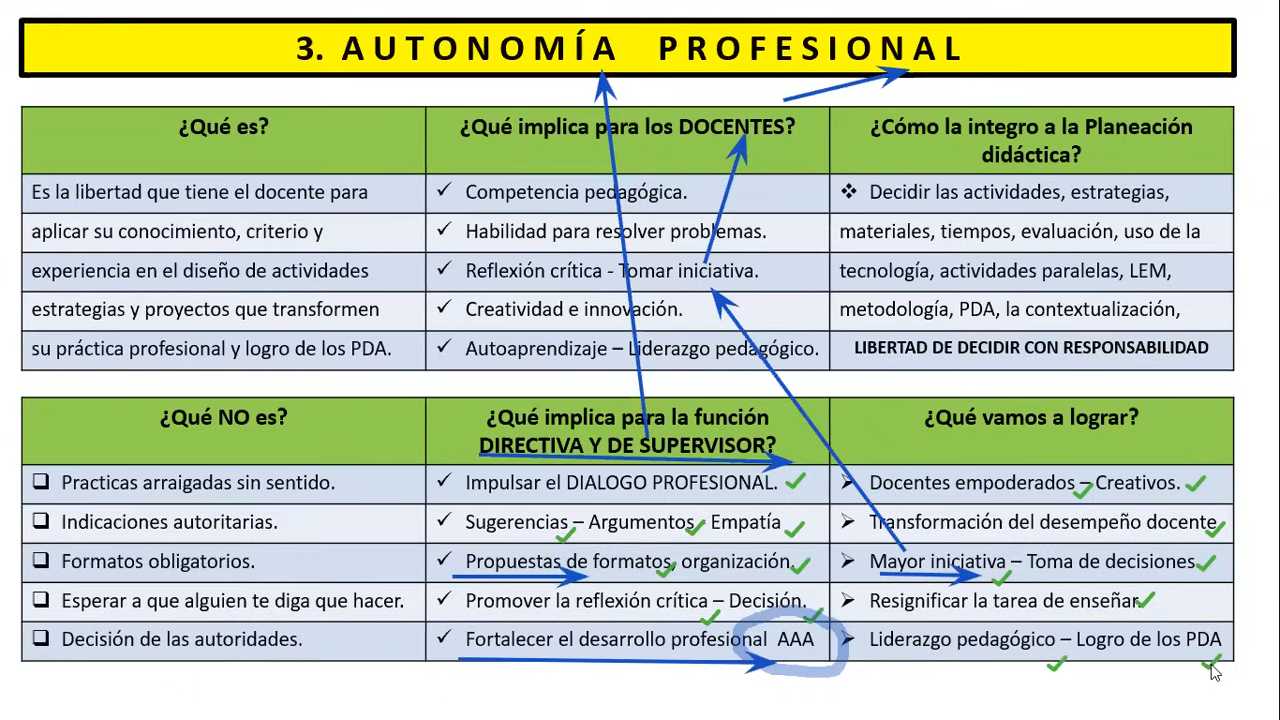 3. AUTONOMÍA PROFESIONAL
¿Qué es?
Es la libertad que tiene el docente para
aplicar su conocimiento, criterio y
experiencia en el diseño de actividades
estrategias y proyectos que transformen
su práctica profesional y logro de los PDA.
¿Qué implica para los DOCENTES?
Competencia pedagógica.
Habilidad para resolver problemas.
Reflexión crítica - Tomar iniciativa.
Creatividad e innovación.
Autoaprendizaje – Liderazgo pedagógico.
¿Cómo la integro a la Planeación
didáctica?
Decidir las actividades, estrategias,
materiales, tiempos, evaluación, uso de la
tecnología, actividades paralelas, LEM,
metodología, PDA, la contextualización,
LIBERTAD DE DECIDIR CON RESPONSABILIDAD
¿Qué NO es?
Practicas arraigadas sin sentido.
Indicaciones autoritarias.
Formatos obligatorios.
Esperar a que alguien te diga que hacer.
Decisión de las autoridades.
¿Qué implica para la función
DIRECTIVA Y DE SUPERVISOR?
Impulsar el DIALOGO PROFESIONAL.
Sugerencias – Argumentos - Empatía
Propuestas de formatos, organización.
Promover la reflexión crítica – Decisión.
Fortalecer el desarrollo profesional AAA
¿Qué vamos a lograr?
Docentes empoderados – Creativos.
Transformación del desempeño docente
Mayor iniciativa – Toma de decisiones
Resignificar la tarea de enseñar
Liderazgo pedagógico – Logro de los PDA